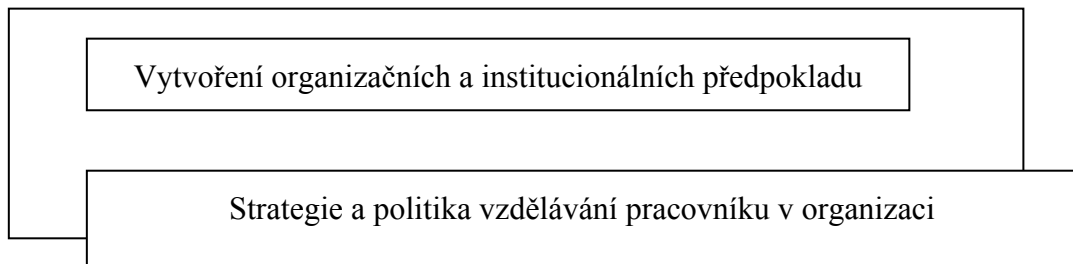 Vytvoření organizačních a institucionálních předpokladu
Strategie a politika vzdělávání pracovníku v organizaci